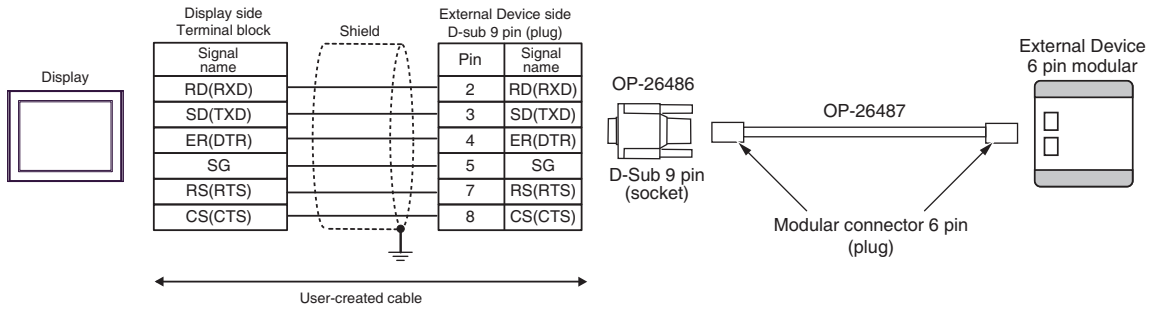 Display
Display side
Terminal block
Shield
External Device side
D-sub 9 pin (plug)
Signal
name
Pin
Signal
name
RD(RXD) 2 RD(RXD)
SD(TXD) 3 SD(TXD)
ER(DTR) 4 ER(DTR)
SG 5 SG
RS(RTS) 7 RS(RTS)
CS(CTS) 8 CS(CTS)
User-created cable
OP-26486
D-Sub 9 pin
(socket)
OP-26487
Modular connector 6 pin
(plug)
External Device
6 pin modular